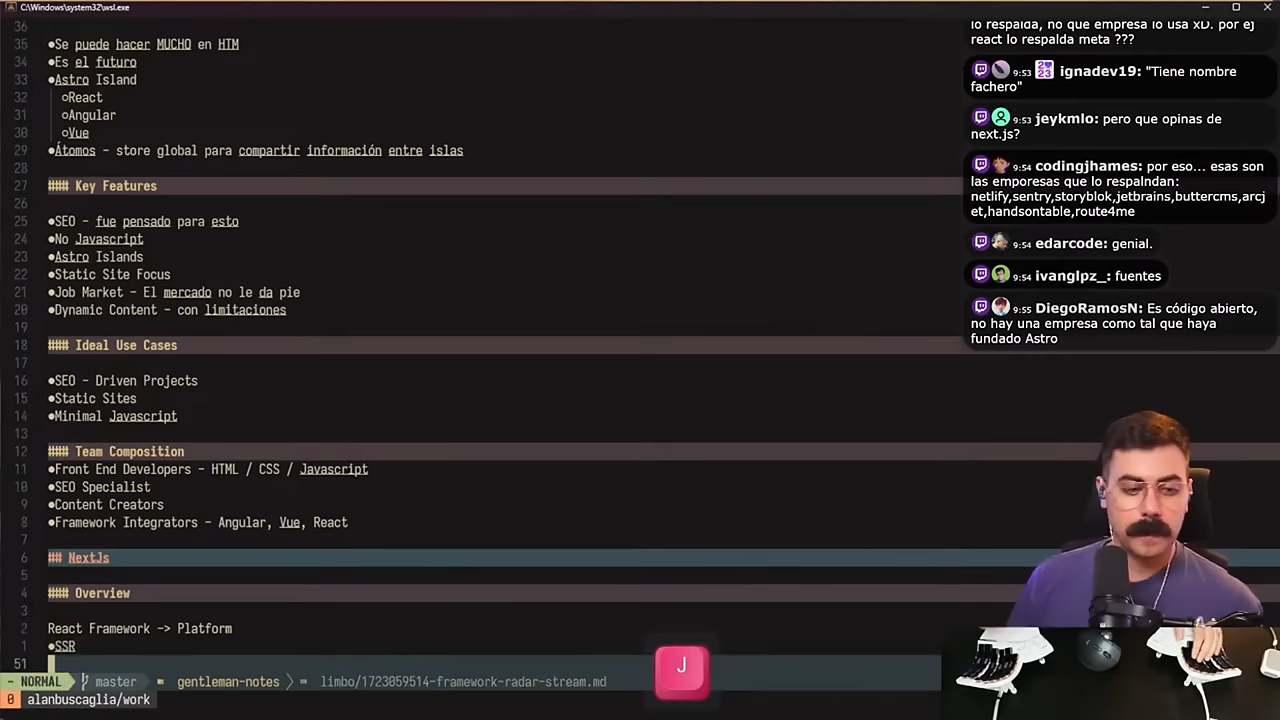 C:\Windows\system32\wsl.exe
36
35 ●Se puede hacer MUCHO en HTM
34 ●Es el futuro
33 ●Astro Island
32 ○React
31 ○Angular
30 ○Vue
29 ●Átomos - store global para compartir información entre islas
28
27 ### Key Features
26
25 ●SEO - fue pensado para esto
24 ●No Javascript
23 ●Astro Islands
22 ●Static Site Focus
21 ●Job Market - El mercado no le da pie
20 ●Dynamic Content - con limitaciones
19
18 ### Ideal Use Cases
17
16 ●SEO - Driven Projects
15 ●Static Sites
14 ●Minimal Javascript
13
12 ### Team Composition
11 ●Front End Developers - HTML / CSS / Javascript
10 ●SEO Specialist
9 ●Content Creators
8 ●Framework Integrators - Angular, Vue, React
7
6 ## NextJs
5
4 ### Overview
3
2 React Framework -> Platform
1 ●SSR
51
- NORMAL master gentleman-notes limbo/1723059514-framework-radar-stream.md
0 alanbuscaglia/work
J
lo respalda, no que empresa lo usa xD. por ej
react lo respalda meta ???
9:53 ignadev19: "Tiene nombre
fachero"
9:53 jeykmlo: pero que opinas de
next.js?
9:54 codingjhames: por eso... esas son
las emporesas que lo respalndan:
netlify,sentry,storyblok,jetbrains,buttercms,arcj
et,handsontable,route4me
9:54 edarcode: genial.
9:54 ivanglpz_: fuentes
9:55 DiegoRamosN: Es código abierto,
no hay una empresa como tal que haya
fundado Astro